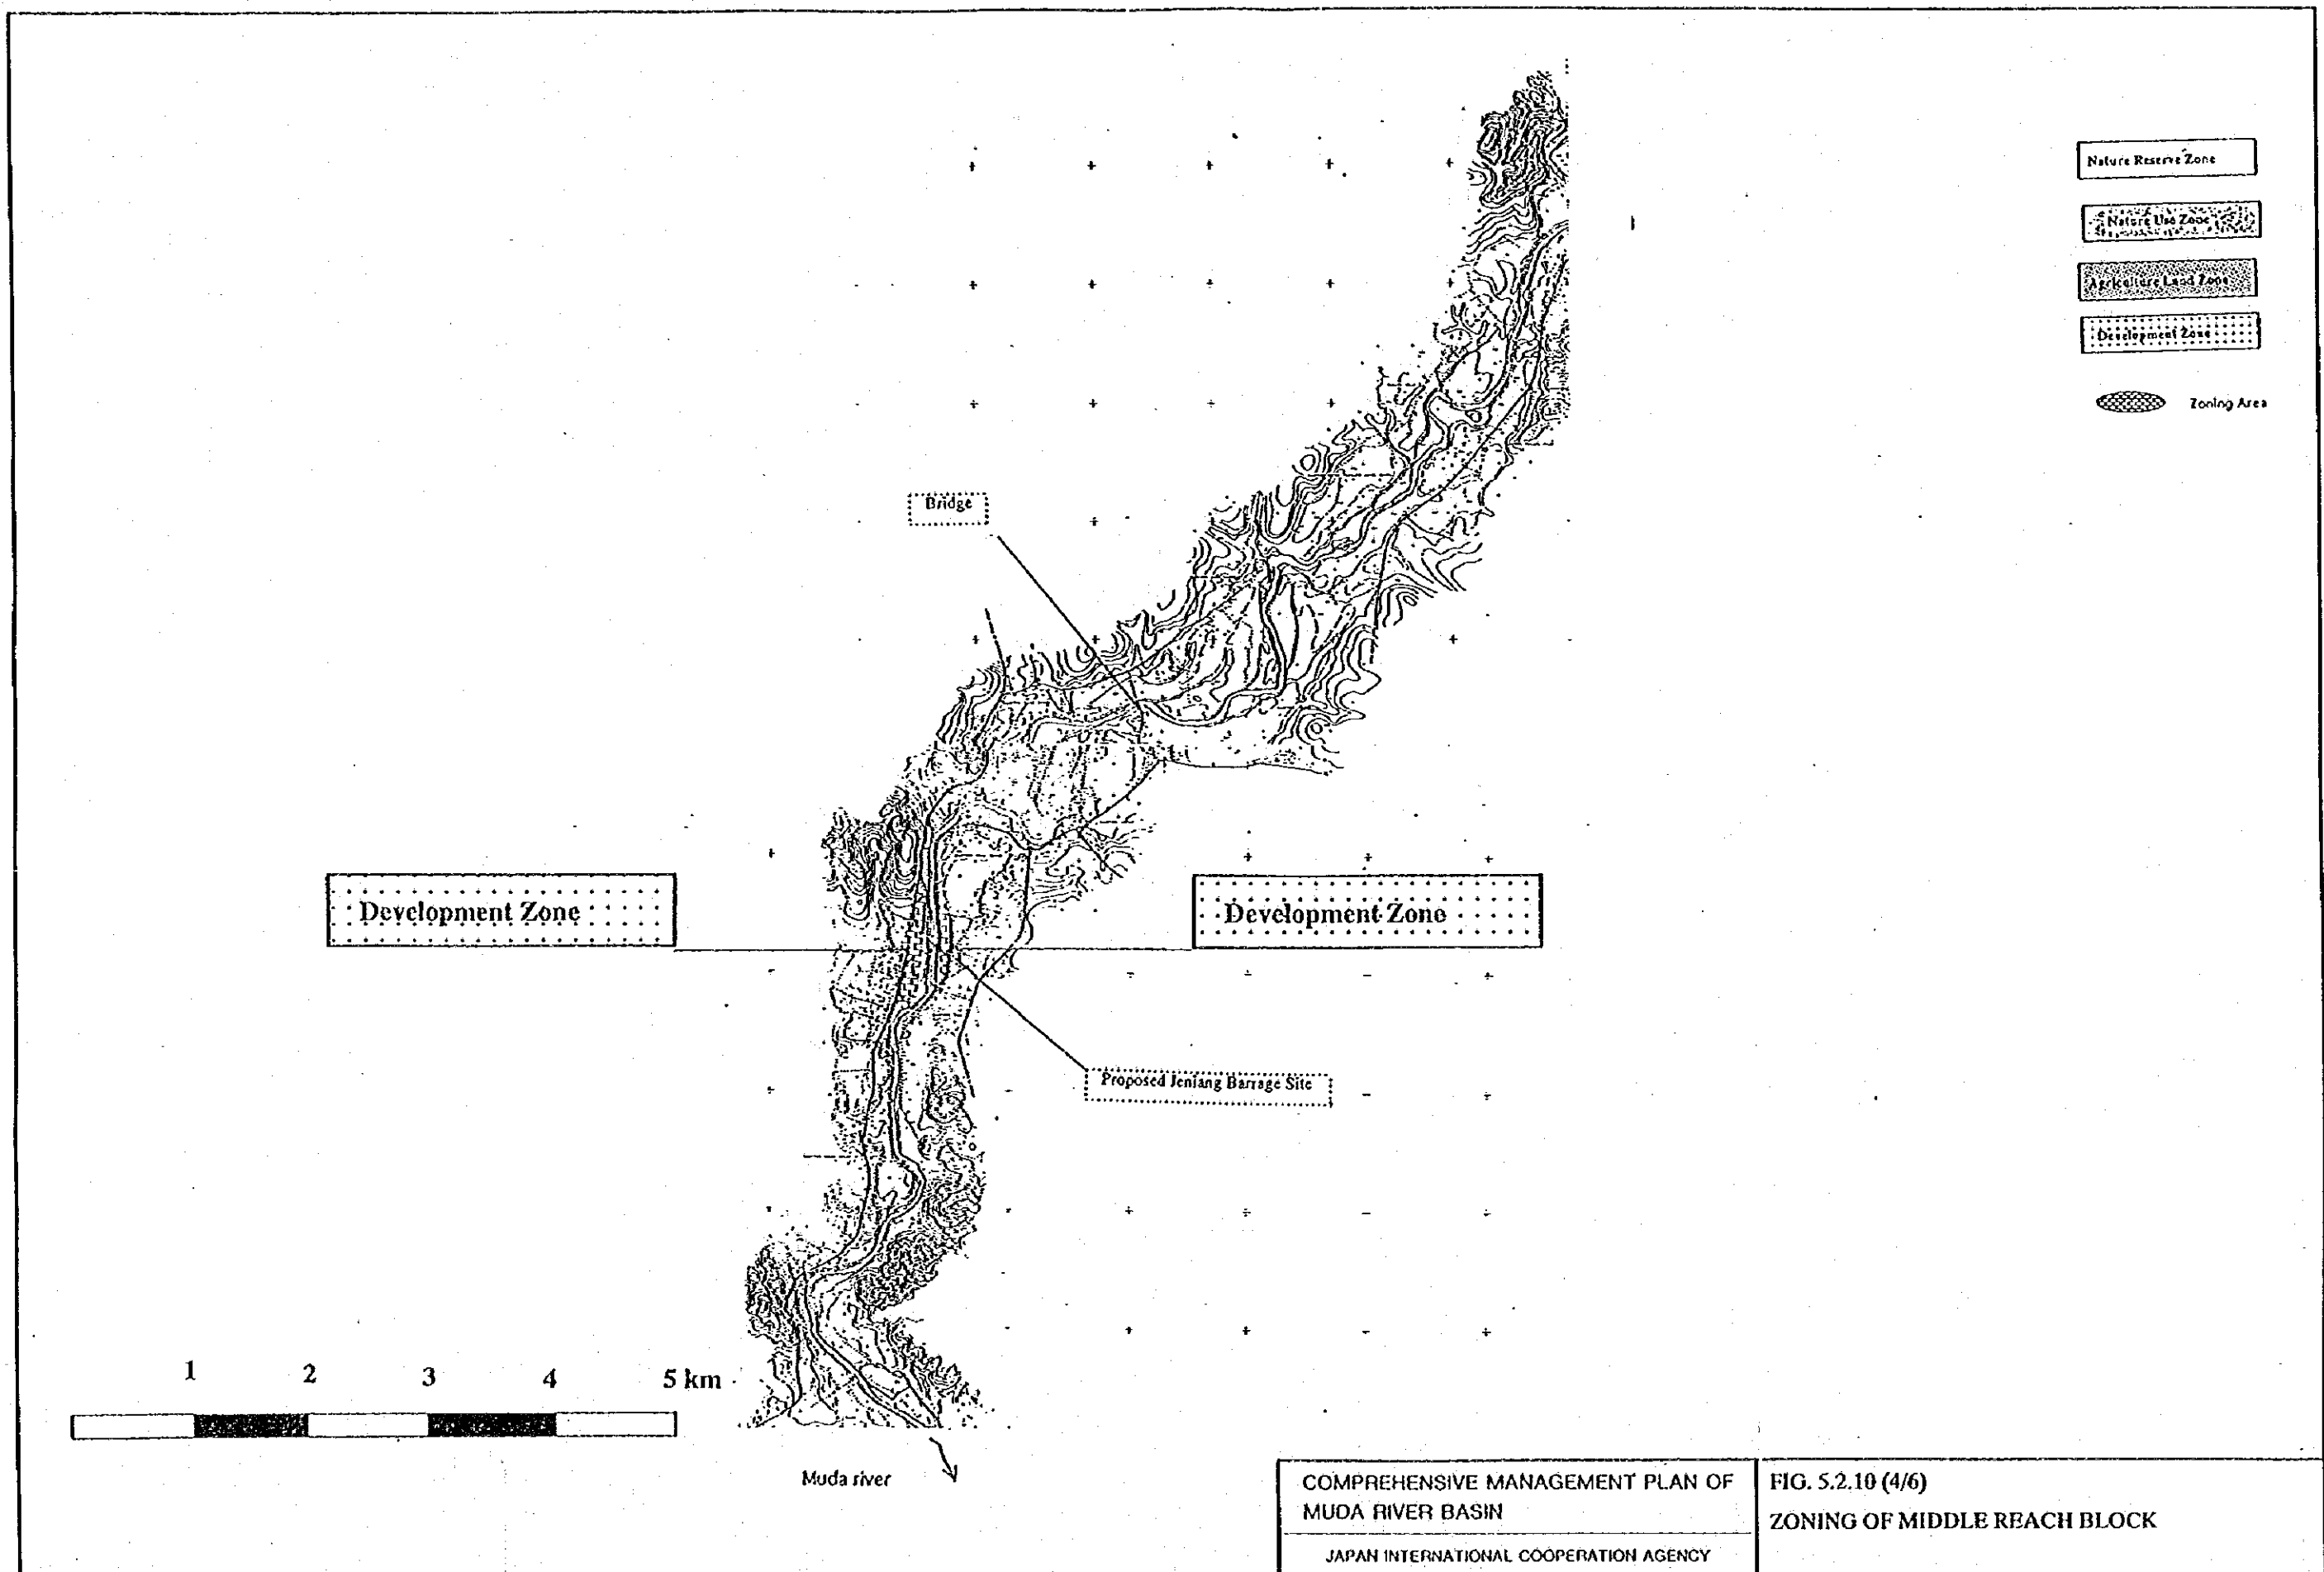 Nature Reserve Zone
Nature Use Zone
Agriculture Land Zone
Development Zone
Zoning Area
Bridge
Development Zone
Development Zone
Proposed Jeniang Barrage Site
1 2 3 4 5 km
Muda river
COMPREHENSIVE MANAGEMENT PLAN OF
MUDA RIVER BASIN
JAPAN INTERNATIONAL COOPERATION AGENCY
FIG. 5.2.10 (4/6)
ZONING OF MIDDLE REACH BLOCK